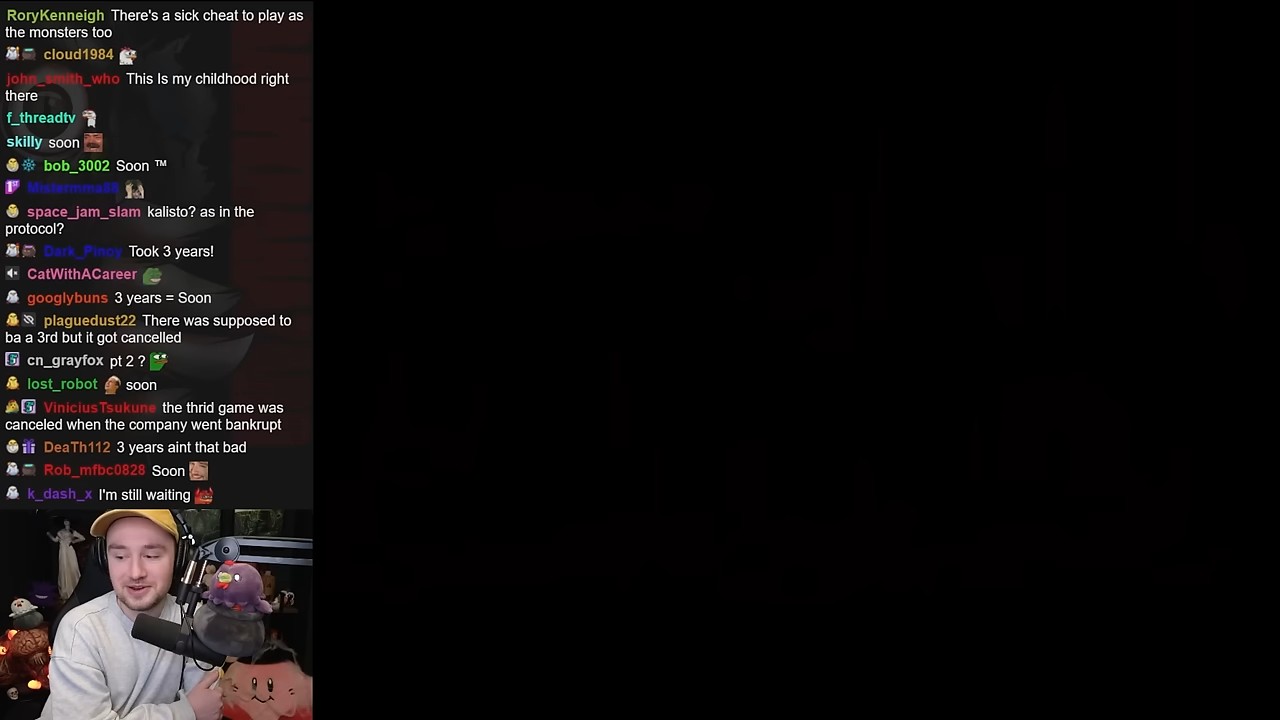 RoryKenneigh There's a sick cheat to play as
the monsters too
cloud1984
john_smith_who This Is my childhood right
there
f_threadtv
skilly soon
bob_3002 Soon ™
Misfermma88
space_jam_slam kalisto? as in the
protocol?
Dark_Pinoy Took 3 years!
CatWithACareer
googlybuns 3 years = Soon
plaguedust22 There was supposed to
ba a 3rd but it got cancelled
cn_grayfox pt 2 ?
lost_robot soon
ViniciusTsukune the thrid game was
canceled when the company went bankrupt
DeaTh112 3 years aint that bad
Rob_mfbc0828 Soon
k_dash_x I'm still waiting